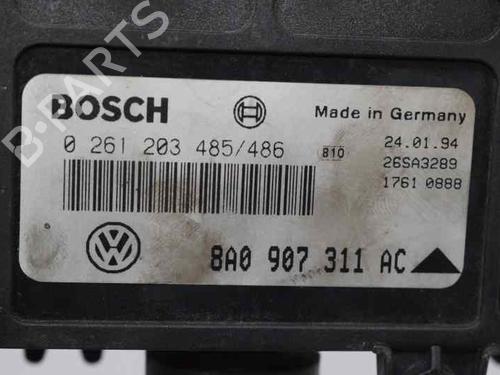 B-PARTS
BOSCH
Made in Germany
0 261 203 485/486
810
24.01.94
26SA3289
1761 0888
8A0 907 311 AC